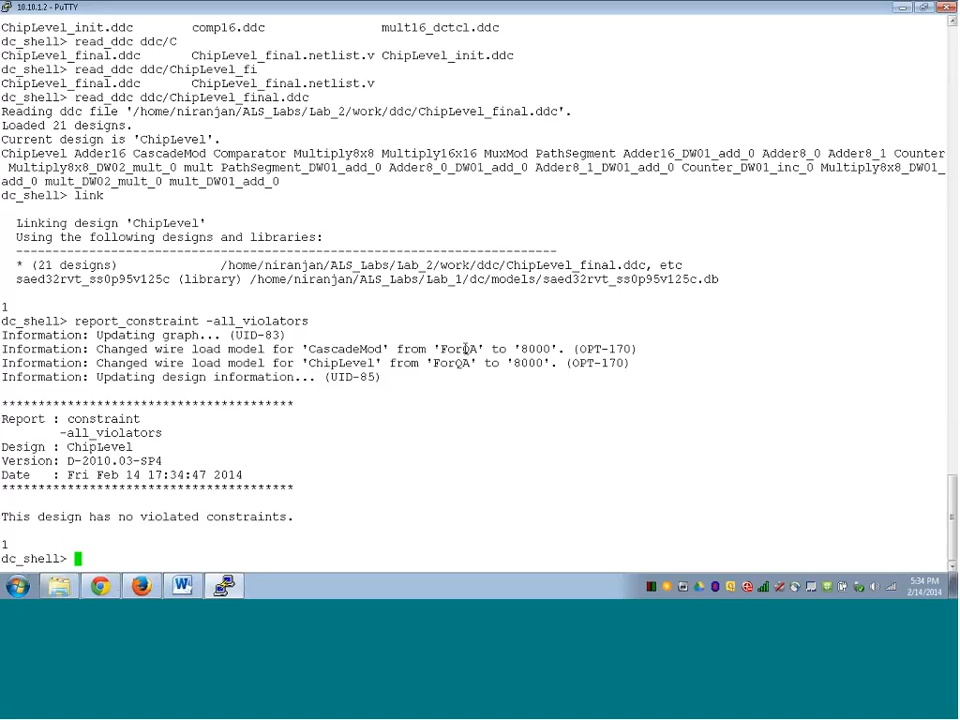 10.10.1.2 - PuTTY
ChipLevel_init.ddc comp16.ddc mult16_dctcl.ddc
dc_shell> read_ddc ddc/C
ChipLevel_final.ddc ChipLevel_final.netlist.v ChipLevel_init.ddc
dc_shell> read_ddc ddc/ChipLevel_fi
ChipLevel_final.ddc ChipLevel_final.netlist.v
dc_shell> read_ddc ddc/ChipLevel_final.ddc
Reading ddc file '/home/niranjan/ALS_Labs/Lab_2/work/ddc/ChipLevel_final.ddc'.
Loaded 21 designs.
Current design is 'ChipLevel'.
ChipLevel Adder16 CascadeMod Comparator Multiply8x8 Multiply16x16 MuxMod PathSegment Adder16_DW01_add_0 Adder8_0 Adder8_1 Counter
Multiply8x8_DW02_mult_0 mult PathSegment_DW01_add_0 Adder8_0_DW01_add_0 Adder8_1_DW01_add_0 Counter_DW01_inc_0 Multiply8x8_DW01_
add_0 mult_DW02_mult_0 mult_DW01_add_0
dc_shell> link
Linking design 'ChipLevel'
Using the following designs and libraries:
--------------------------------------------------------------------------
* (21 designs) /home/niranjan/ALS_Labs/Lab_2/work/ddc/ChipLevel_final.ddc, etc
saed32rvt_ss0p95v125c (library) /home/niranjan/ALS_Labs/Lab_1/dc/models/saed32rvt_ss0p95v125c.db
1
dc_shell> report_constraint -all_violators
Information: Updating graph... (UID-83)
Information: Changed wire load model for 'CascadeMod' from 'ForQA' to '8000'. (OPT-170)
Information: Changed wire load model for 'ChipLevel' from 'ForQA' to '8000'. (OPT-170)
Information: Updating design information... (UID-85)
****************************************
Report : constraint
-all_violators
Design : ChipLevel
Version: D-2010.03-SP4
Date : Fri Feb 14 17:34:47 2014
****************************************
This design has no violated constraints.
1
dc_shell>
5:34 PM
2/14/2014